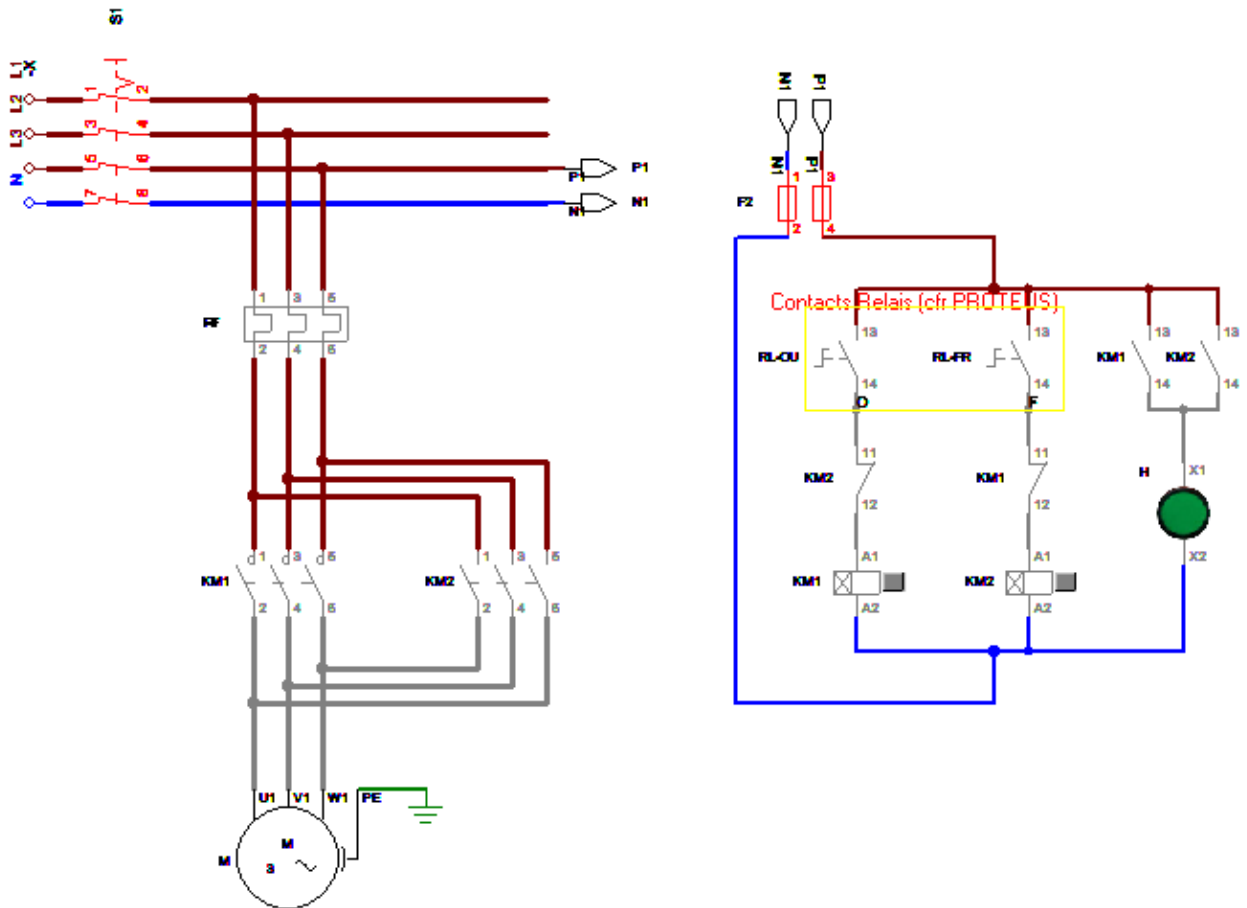 S1
L1
-X
L2
1 2
L3
3 4
5 6
P1 P1
N
7 8
N1 N1
1 3 5
RF
2 4 6
KM1
1 3 5
2 4 6
KM2
1 3 5
2 4 6
U1 V1 W1 PE
M
M
3
N1 P1
N1 P1
1 3
F2
2 4
Contacts Relais (cfr PROTEUS)
13 13 13 13
RL-OU RL-FR KM1 KM2
14 14 14 14
O F
11 11
KM2 KM1
12 12
H X1
X2
A1 A1
KM1 KM2
A2 A2